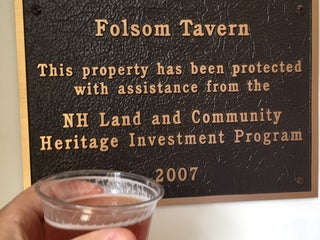 Folsom Tavern
This property has been protected
with assistance from the
NH Land and Community
Heritage Investment Program
2007